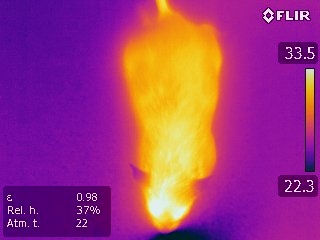 FLIR
33.5
22.3
ε 0.98
Rel. h. 37%
Atm. t. 22